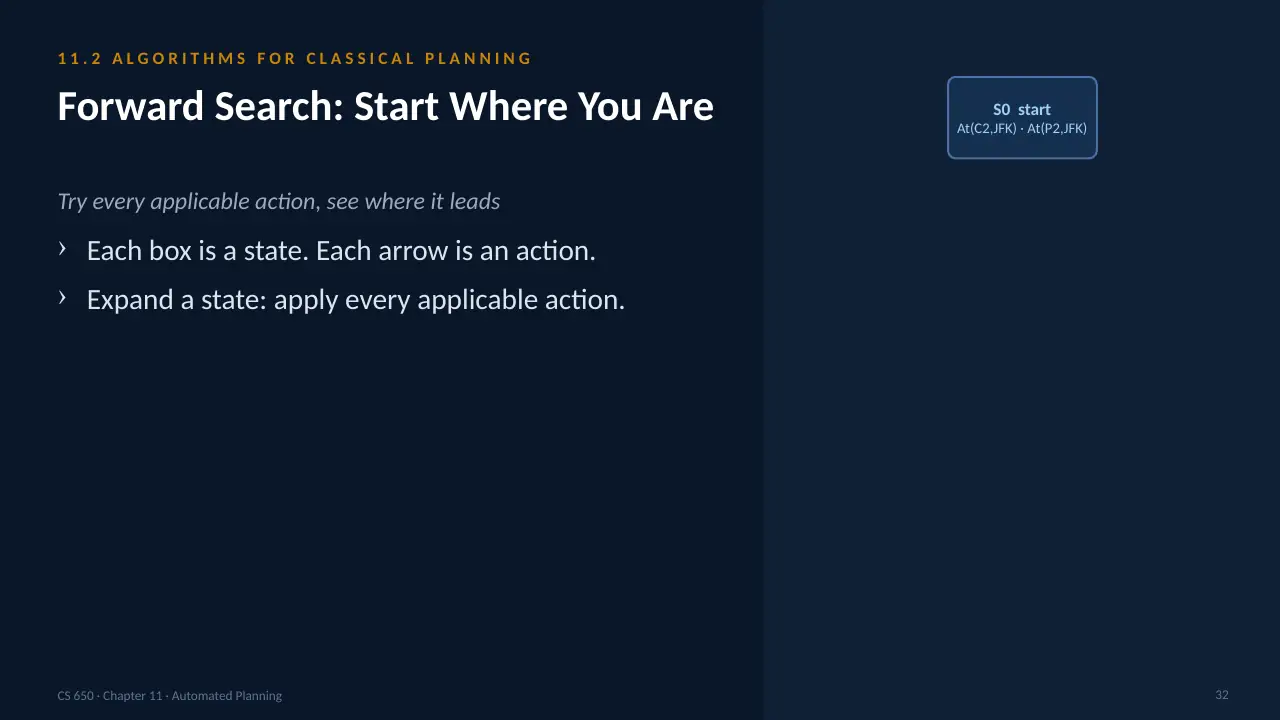 11.2 ALGORITHMS FOR CLASSICAL PLANNING
Forward Search: Start Where You Are
Try every applicable action, see where it leads
› Each box is a state. Each arrow is an action.
› Expand a state: apply every applicable action.
S0 start
At(C2,JFK) · At(P2,JFK)
CS 650 · Chapter 11 · Automated Planning
32